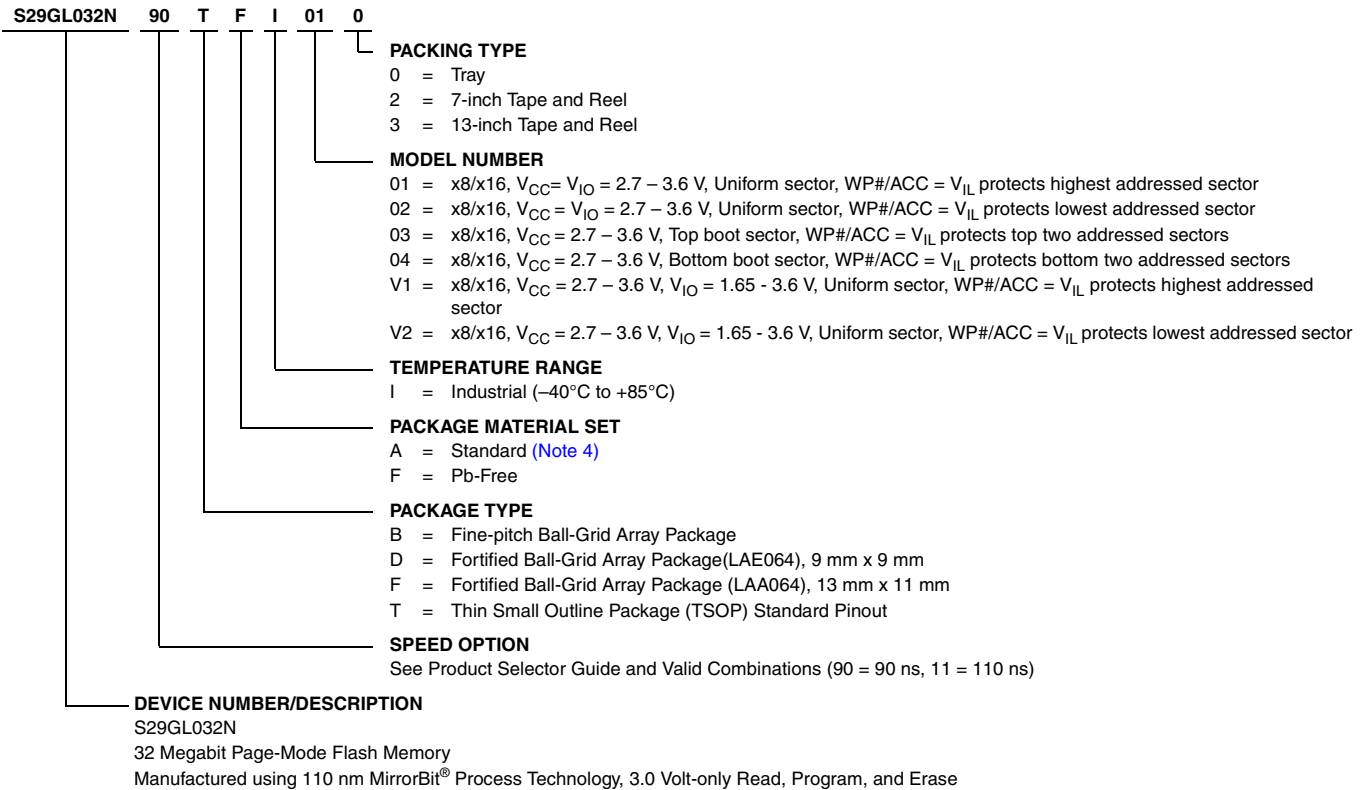 S29GL032N 90 T F I 01 0
PACKING TYPE
0 = Tray
2 = 7-inch Tape and Reel
3 = 13-inch Tape and Reel
MODEL NUMBER
01 = x8/x16, VCC= VIO = 2.7 – 3.6 V, Uniform sector, WP#/ACC = VIL protects highest addressed sector
02 = x8/x16, VCC = VIO = 2.7 – 3.6 V, Uniform sector, WP#/ACC = VIL protects lowest addressed sector
03 = x8/x16, VCC = 2.7 – 3.6 V, Top boot sector, WP#/ACC = VIL protects top two addressed sectors
04 = x8/x16, VCC = 2.7 – 3.6 V, Bottom boot sector, WP#/ACC = VIL protects bottom two addressed sectors
V1 = x8/x16, VCC = 2.7 – 3.6 V, VIO = 1.65 - 3.6 V, Uniform sector, WP#/ACC = VIL protects highest addressed
sector
V2 = x8/x16, VCC = 2.7 – 3.6 V, VIO = 1.65 - 3.6 V, Uniform sector, WP#/ACC = VIL protects lowest addressed sector
TEMPERATURE RANGE
I = Industrial (–40°C to +85°C)
PACKAGE MATERIAL SET
A = Standard (Note 4)
F = Pb-Free
PACKAGE TYPE
B = Fine-pitch Ball-Grid Array Package
D = Fortified Ball-Grid Array Package(LAE064), 9 mm x 9 mm
F = Fortified Ball-Grid Array Package (LAA064), 13 mm x 11 mm
T = Thin Small Outline Package (TSOP) Standard Pinout
SPEED OPTION
See Product Selector Guide and Valid Combinations (90 = 90 ns, 11 = 110 ns)
DEVICE NUMBER/DESCRIPTION
S29GL032N
32 Megabit Page-Mode Flash Memory
Manufactured using 110 nm MirrorBit® Process Technology, 3.0 Volt-only Read, Program, and Erase